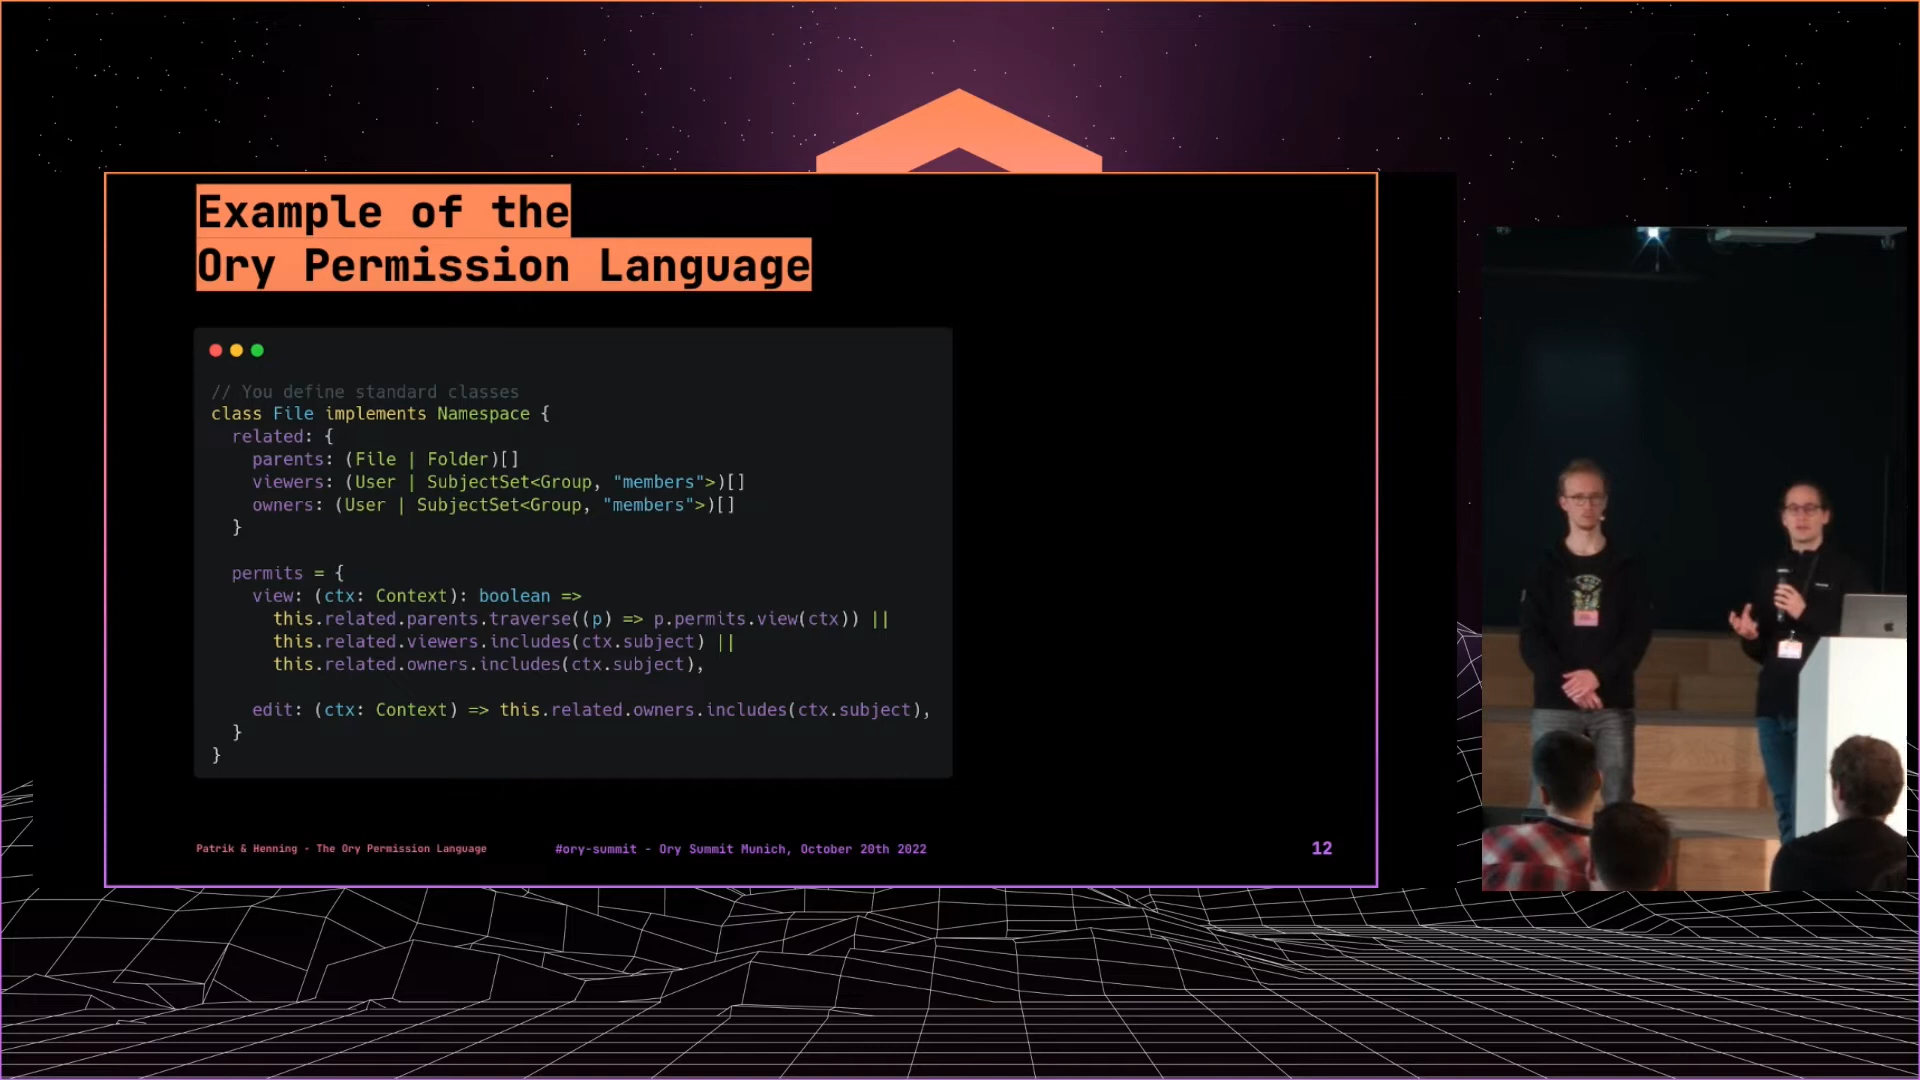 Example of the
Ory Permission Language
// You define standard classes
class File implements Namespace {
  related: {
    parents: (File | Folder)[]
    viewers: (User | SubjectSet<Group, "members">)[]
    owners: (User | SubjectSet<Group, "members">)[]
  }
  permits = {
    view: (ctx: Context): boolean =>
      this.related.parents.traverse((p) => p.permits.view(ctx)) ||
      this.related.viewers.includes(ctx.subject) ||
      this.related.owners.includes(ctx.subject),
    edit: (ctx: Context) => this.related.owners.includes(ctx.subject),
  }
}
Patrik & Henning - The Ory Permission Language
#ory-summit - Ory Summit Munich, October 20th 2022
12